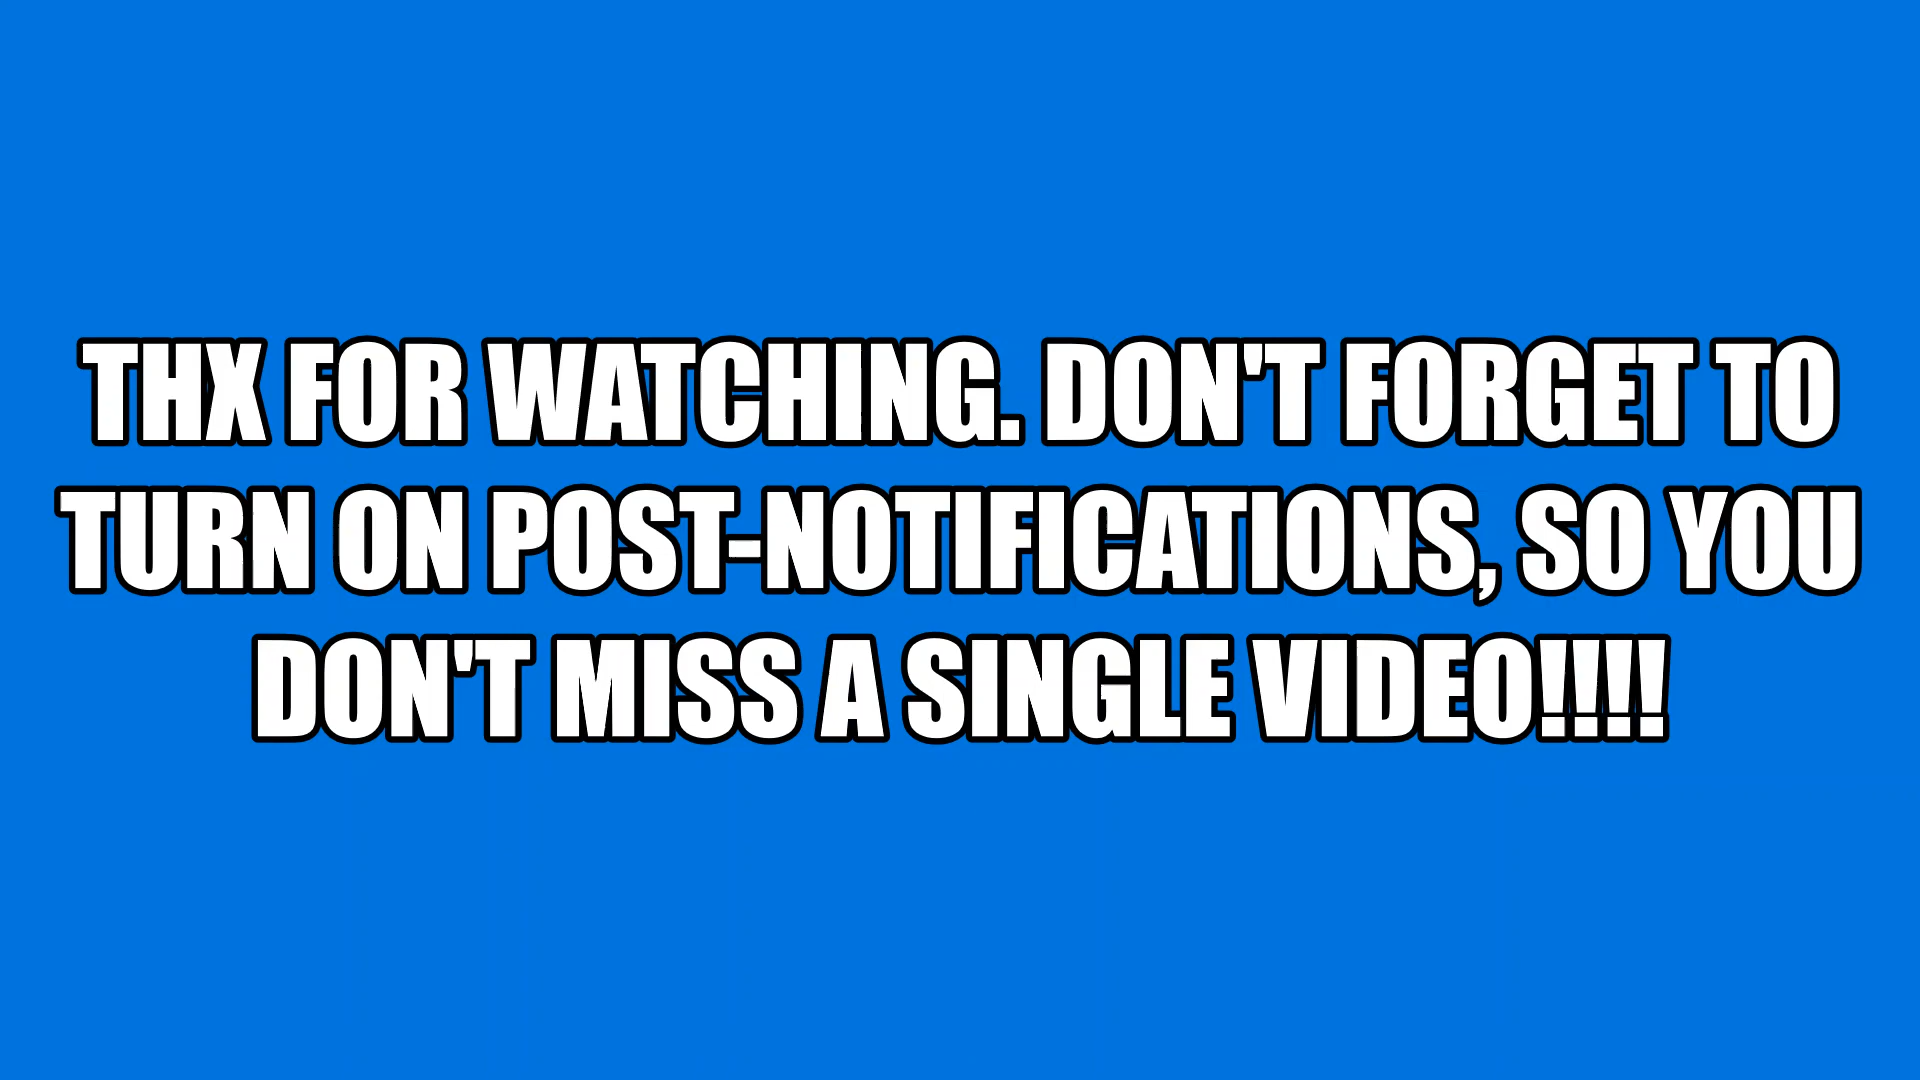 THX FOR WATCHING. DON'T FORGET TO
TURN ON POST-NOTIFICATIONS, SO YOU
DON'T MISS A SINGLE VIDEO!!!!